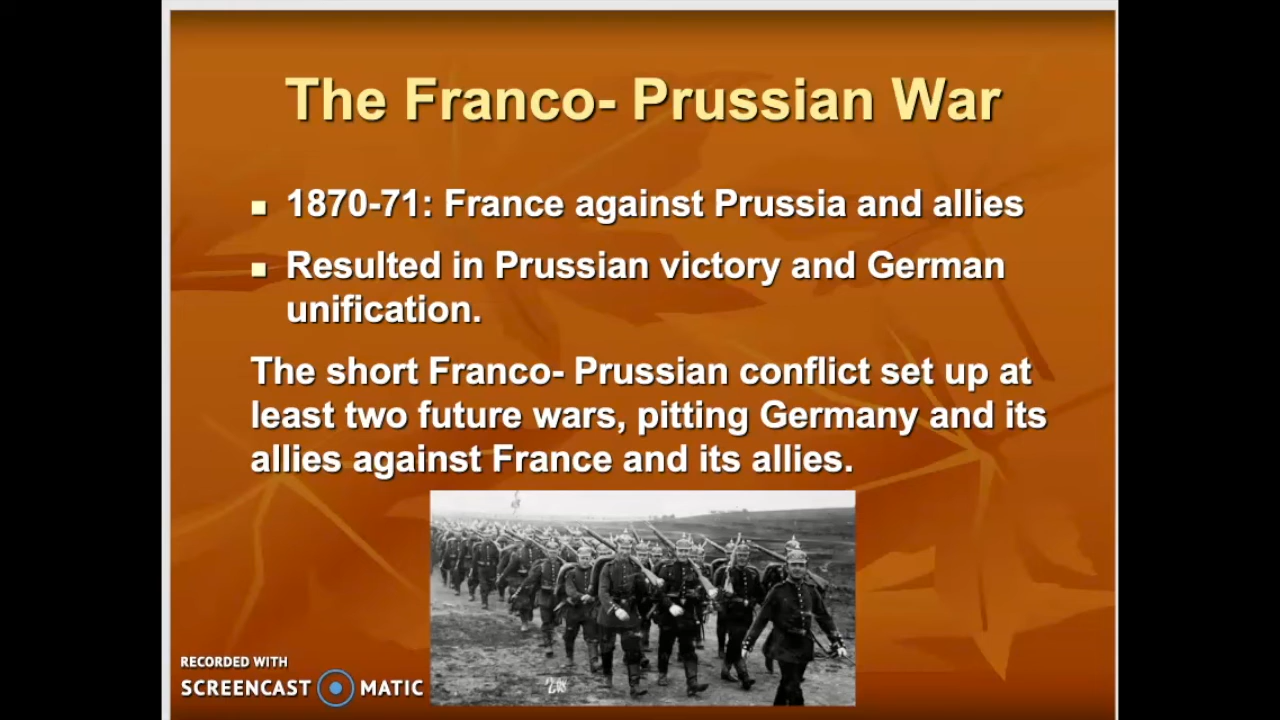 The Franco- Prussian War
1870-71: France against Prussia and allies
Resulted in Prussian victory and German
unification.
The short Franco- Prussian conflict set up at
least two future wars, pitting Germany and its
allies against France and its allies.
RECORDED WITH
SCREENCAST MATIC